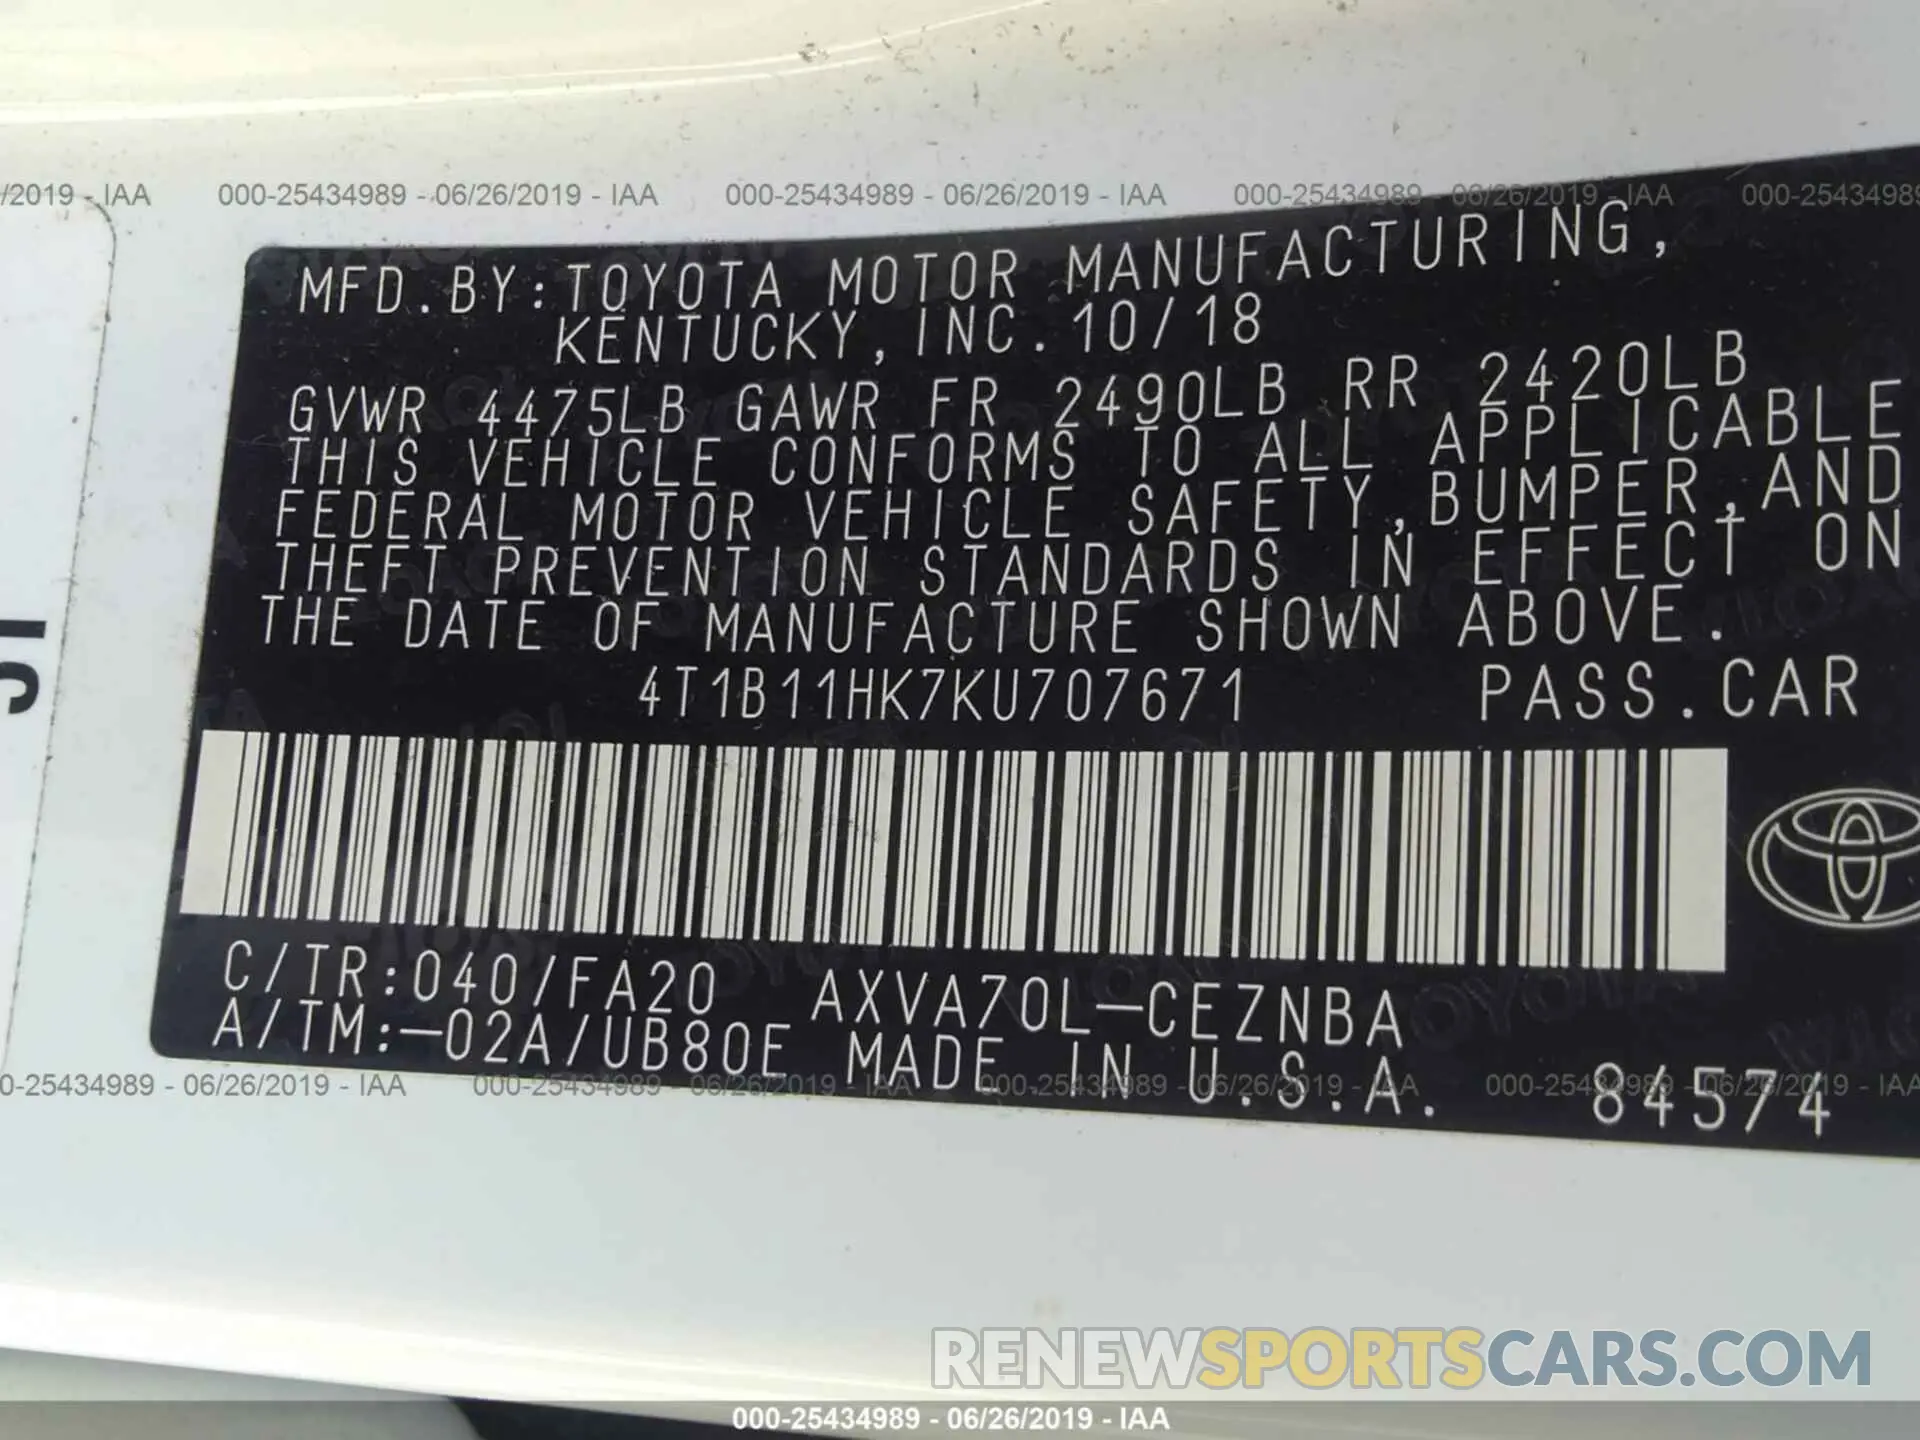 /2019 - IAA 000-25434989 - 06/26/2019 - IAA 000-25434989 - 06/26/2019 - IAA 000-25434989 - 06/26/2019 - IAA 000-25434989
MFD.BY:TOYOTA MOTOR MANUFACTURING,
KENTUCKY, INC. 10/18
GVWR 4475LB GAWR FR 2490LB RR 2420LB
THIS VEHICLE CONFORMS TO ALL APPLICABLE
FEDERAL MOTOR VEHICLE SAFETY, BUMPER, AND
THEFT PREVENTION STANDARDS IN EFFECT ON
THE DATE OF MANUFACTURE SHOWN ABOVE.
4T1B11HK7KU707671 PASS.CAR
C/TR:040/FA20 AXVA70L-CEZNBA
A/TM:-02A/UB80E MADE IN U.S.A. 84574
0-25434989 - 06/26/2019 - IAA 000-25434989 - 06/26/2019 - IAA 000-25434989 - 06/26/2019 - IAA 000-25434989 - 06/26/2019 - IAA
RENEWSPORTSCARS.COM
000-25434989 - 06/26/2019 - IAA